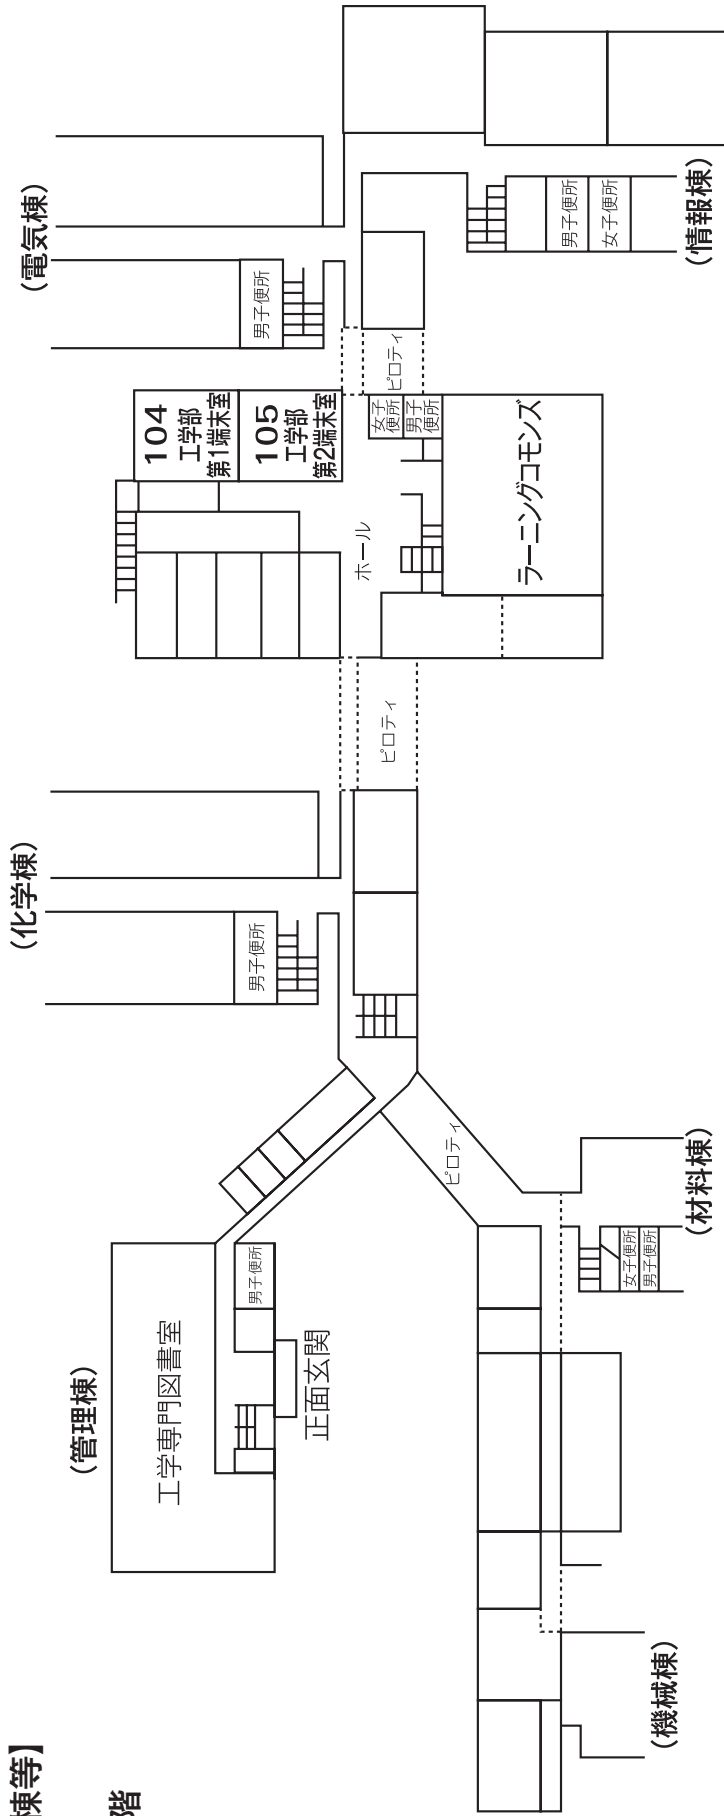 棟等】
階
（電気棟）
男子便所
（情報棟）
男子便所
女子便所
ピロティ
104
工学部
第1端末室
105
工学部
第2端末室
女子
便所
男子
便所
ホール
ラーニングコモンズ
ピロティ
（化学棟）
男子便所
ピロティ
（材料棟）
女子便所
男子便所
（管理棟）
工学専門図書室
男子便所
正面玄関
（機械棟）